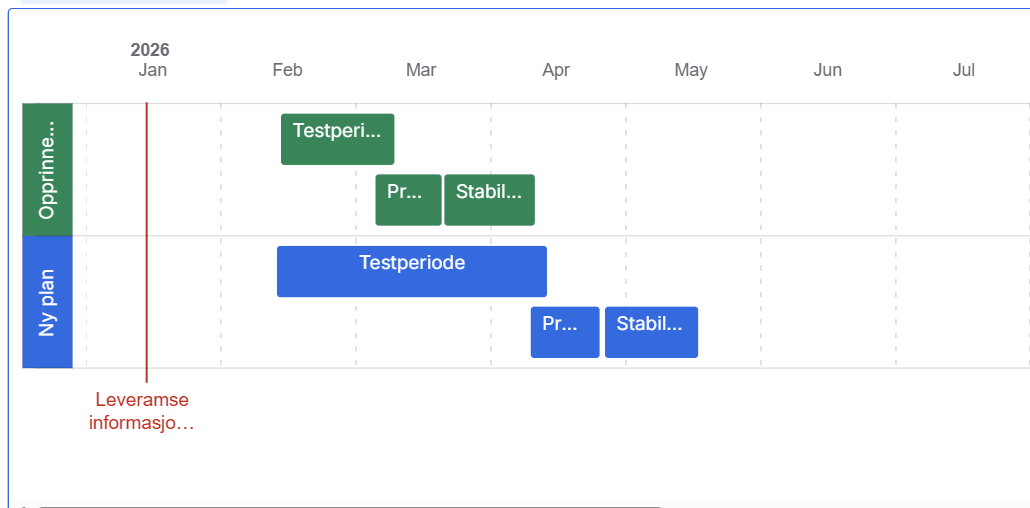 2026
Jan Feb Mar Apr May Jun Jul
Opprinne...
Testperi...
Pr... Stabil...
Ny plan
Testperiode
Pr... Stabil...
Leveramse
informasjo...